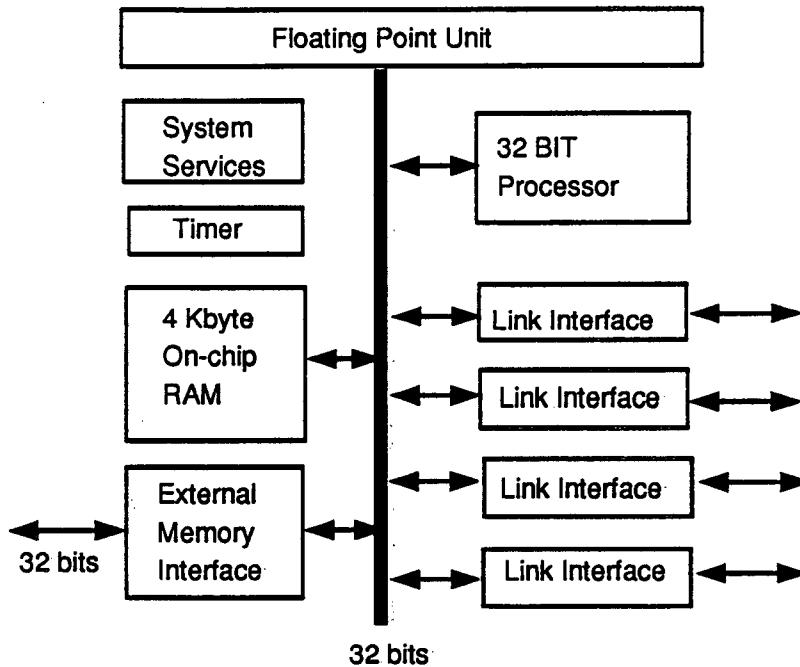 Floating Point Unit
System
Services
32 BIT
Processor
Timer
4 Kbyte
On-chip
RAM
Link Interface
Link Interface
External
Memory
Interface
32 bits
Link Interface
Link Interface
32 bits